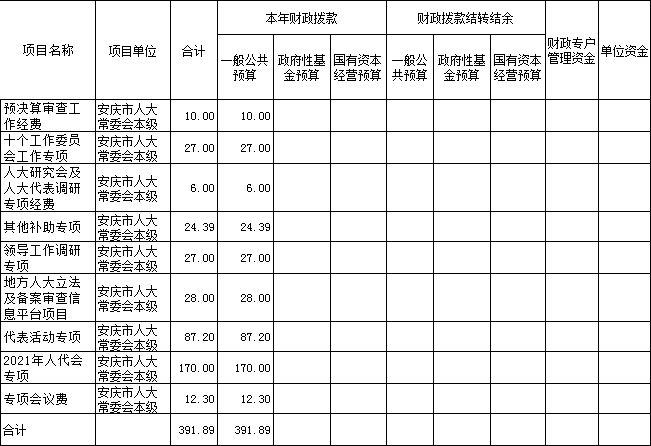 项目名称 项目单位 合计 本年财政拨款 财政拨款结转结余 财政专户管理资金 单位资金
一般公共预算 政府性基金预算 国有资本经营预算 一般公共预算 政府性基金预算 国有资本经营预算
预决算审查工作经费 安庆市人大常委会本级 10.00 10.00
十个工作委员会工作专项 安庆市人大常委会本级 27.00 27.00
人大研究会及人大代表调研专项经费 安庆市人大常委会本级 6.00 6.00
其他补助专项 安庆市人大常委会本级 24.39 24.39
领导工作调研专项 安庆市人大常委会本级 27.00 27.00
地方人大立法及备案审查信息平台项目 安庆市人大常委会本级 28.00 28.00
代表活动专项 安庆市人大常委会本级 87.20 87.20
2021年人代会专项 安庆市人大常委会本级 170.00 170.00
专项会议费 安庆市人大常委会本级 12.30 12.30
合计 391.89 391.89